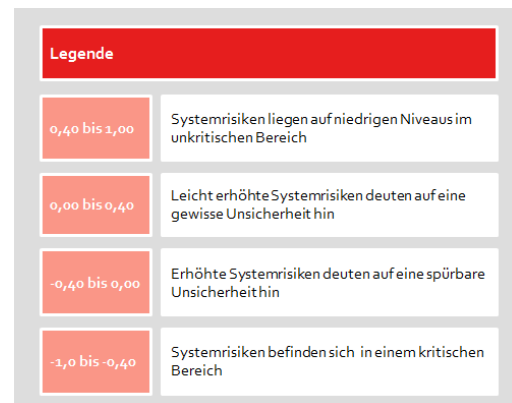 Legende
0,40 bis 1,00
Systemrisiken liegen auf niedrigen Niveaus im
unkritischen Bereich
0,00 bis 0,40
Leicht erhöhte Systemrisiken deuten auf eine
gewisse Unsicherheit hin
-0,40 bis 0,00
Erhöhte Systemrisiken deuten auf eine spürbare
Unsicherheit hin
-1,0 bis -0,40
Systemrisiken befinden sich in einem kritischen
Bereich